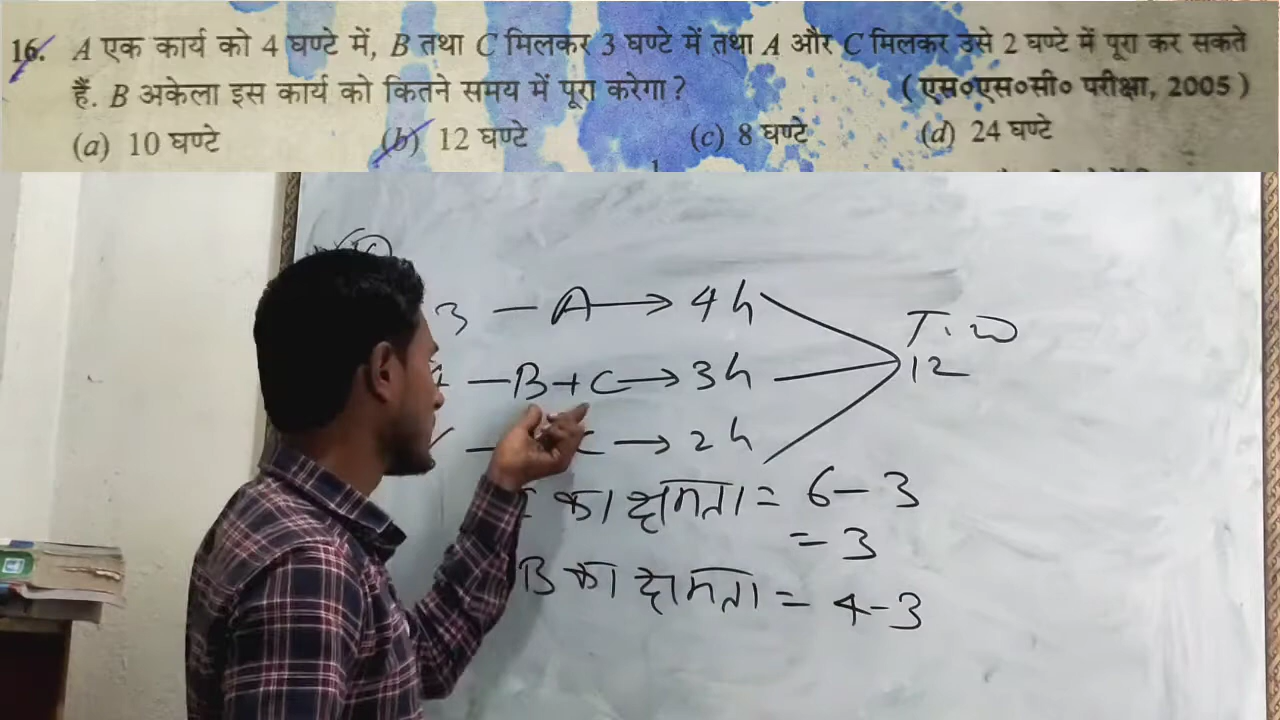 16. A एक कार्य को 4 घण्टे में, B तथा C मिलकर 3 घण्टे में तथा A और C मिलकर उसे 2 घण्टे में पूरा कर सकते
हैं. B अकेला इस कार्य को कितने समय में पूरा करेगा ?
( एस०एस०सी० परीक्षा, 2005 )
(a) 10 घण्टे (b) 12 घण्टे (c) 8 घण्टे (d) 24 घण्टे
3 — A → 4h
— B+C → 3h
T.W
12
— C → 2h
का क्षमता = 6-3
= 3
B का क्षमता = 4-3